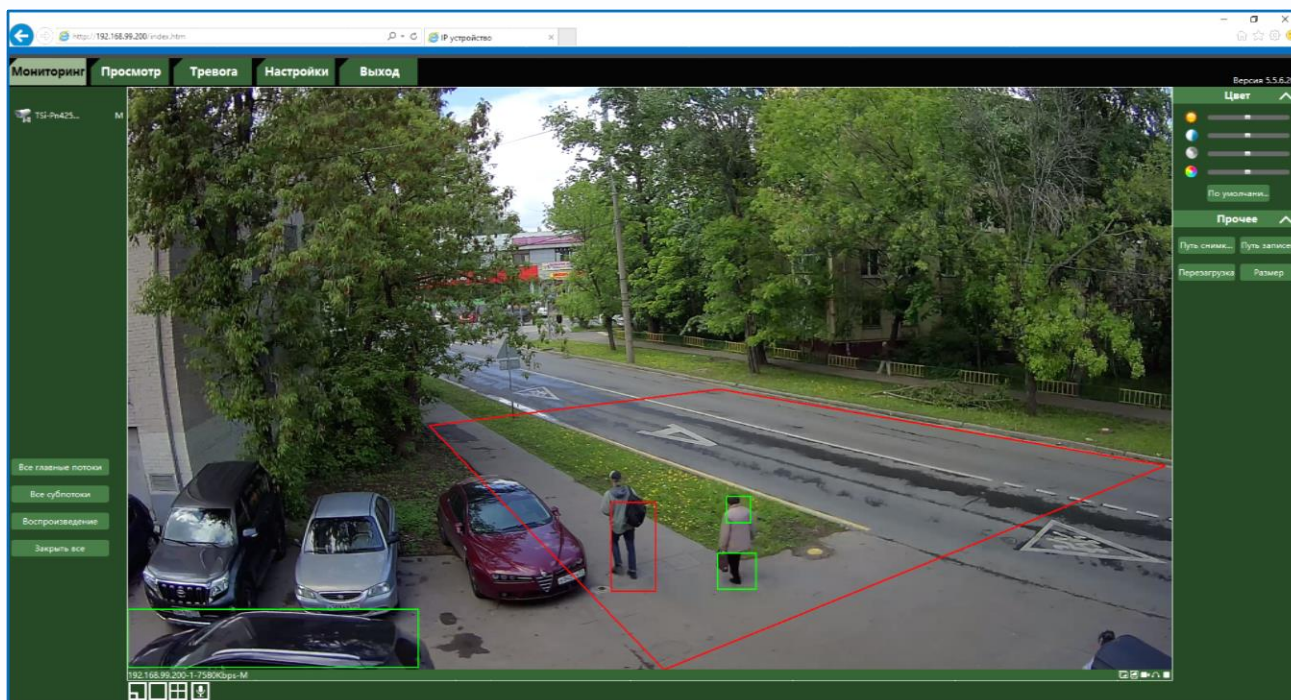 http://192.168.99.200/index.htm
IP устройство
Мониторинг Просмотр Тревога Настройки Выход
Версия 5.5.6.2
TSi-Pn425... M
Цвет
По умолчани...
Прочее
Путь снимк... Путь записе
Перезагрузка Размер
Все главные потоки
Все субпотоки
Воспроизведение
Закрыть все
192.168.99.200-1-7580Kbps-M